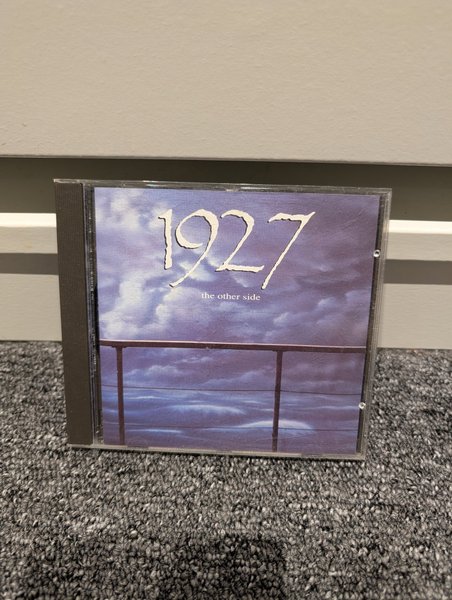 1927
the other side